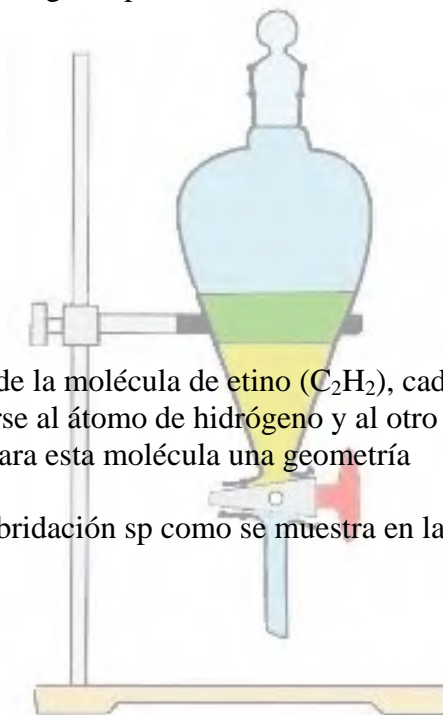 de la molécula de etino (C₂H₂), cad
rse al átomo de hidrógeno y al otro
ara esta molécula una geometría
bridación sp como se muestra en la